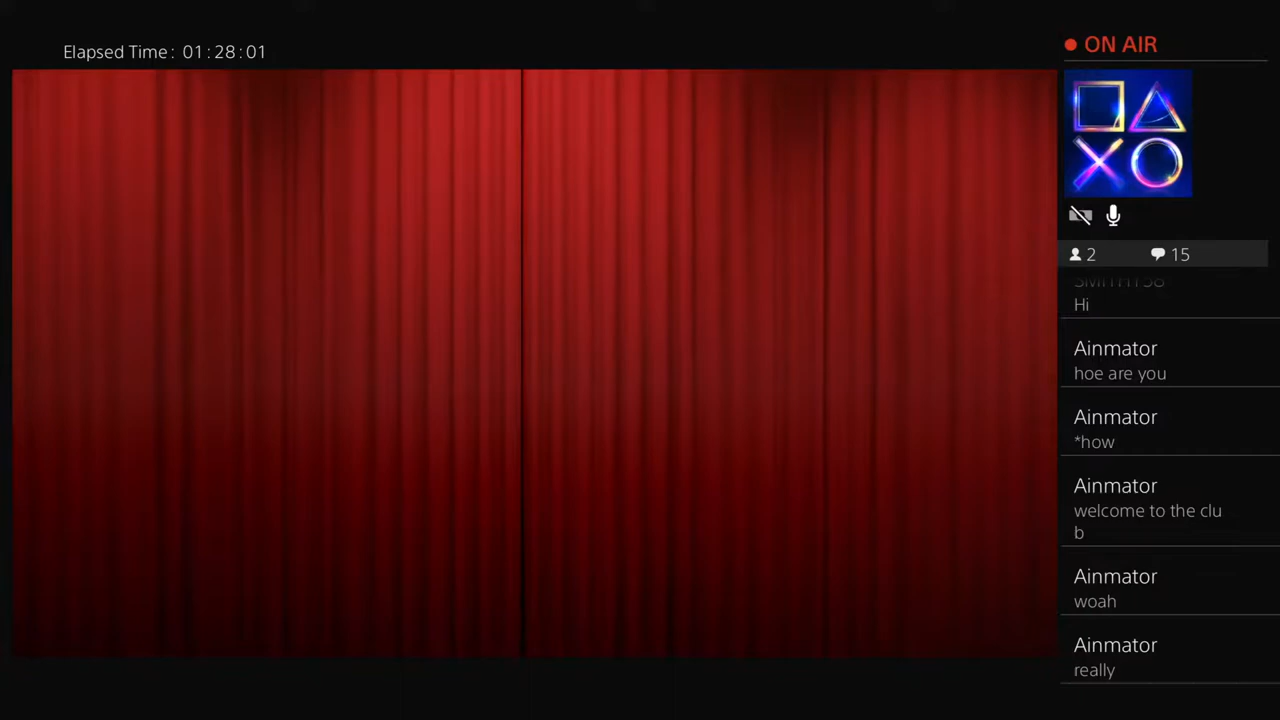 Elapsed Time: 01:28:01
ON AIR
2
15
Hi
Ainmator
hoe are you
Ainmator
*how
Ainmator
welcome to the clu
b
Ainmator
woah
Ainmator
really